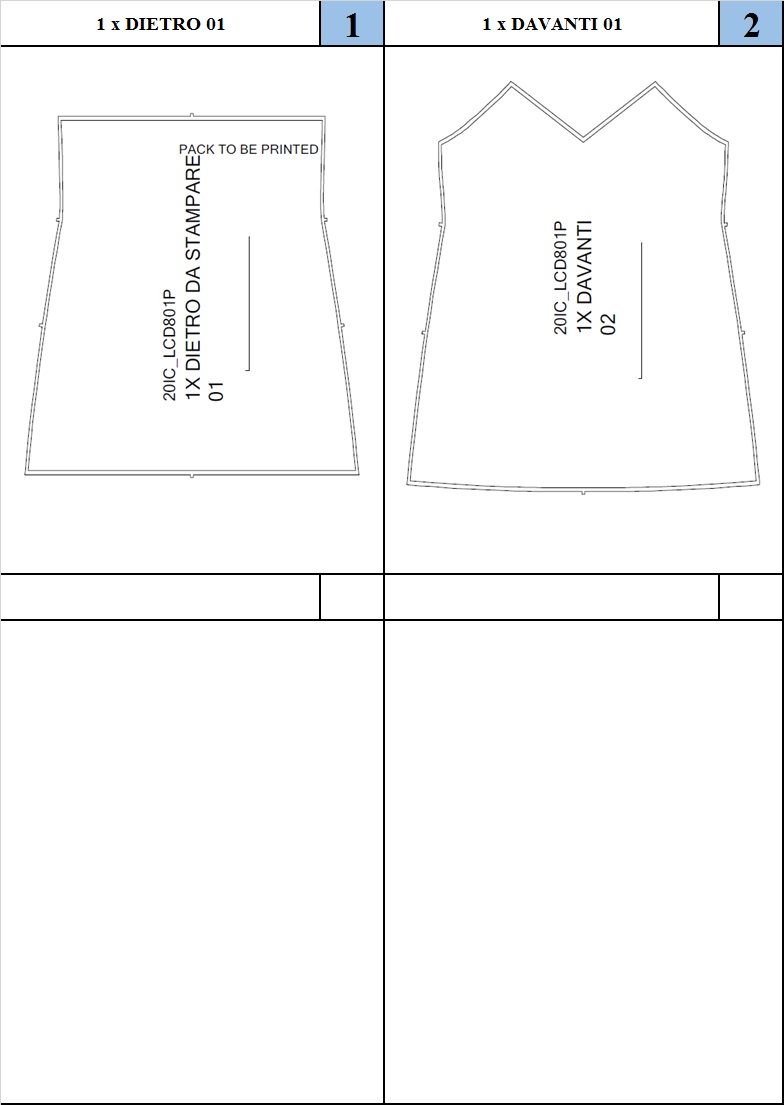 1 x DIETRO 01
1
1 x DAVANTI 01
2
PACK TO BE PRINTED
20IC_LCD801P
1X DIETRO DA STAMPARE
01
20IC_LCD801P
1X DAVANTI
02